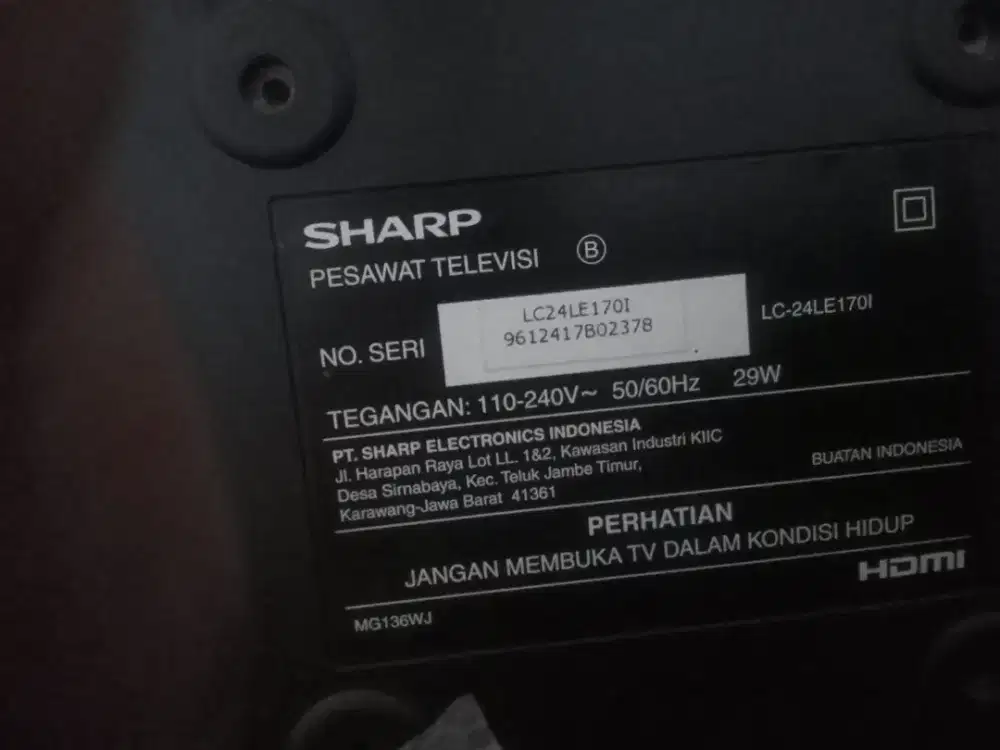 SHARP
PESAWAT TELEVISI B
LC24LE170I
NO. SERI 9612417B02378 LC-24LE170I
TEGANGAN: 110-240V~ 50/60Hz 29W
PT. SHARP ELECTRONICS INDONESIA
Jl. Harapan Raya Lot LL. 1&2, Kawasan Industri KIIC
Desa Sirnabaya, Kec. Teluk Jambe Timur,
Karawang-Jawa Barat 41361
BUATAN INDONESIA
PERHATIAN
JANGAN MEMBUKA TV DALAM KONDISI HIDUP
HDMI
MG136WJ